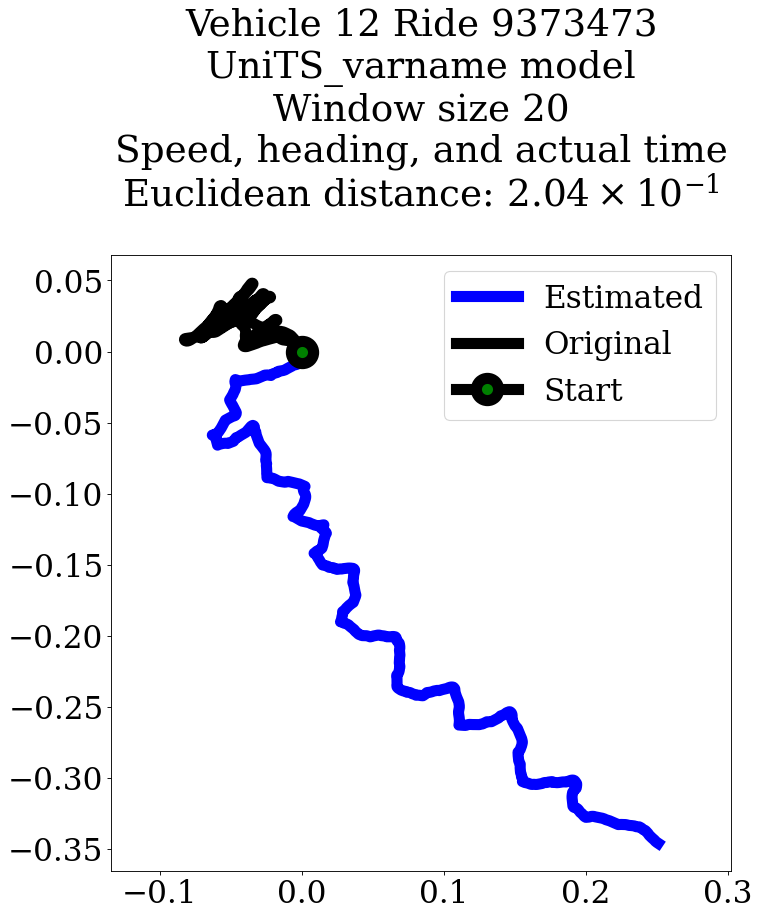 Vehicle 12 Ride 9373473
UniTS_varname model
Window size 20
Speed, heading, and actual time
Euclidean distance: 2.04 × 10⁻¹
Estimated
Original
Start
0.05
0.00
−0.05
−0.10
−0.15
−0.20
−0.25
−0.30
−0.35
−0.1 0.0 0.1 0.2 0.3